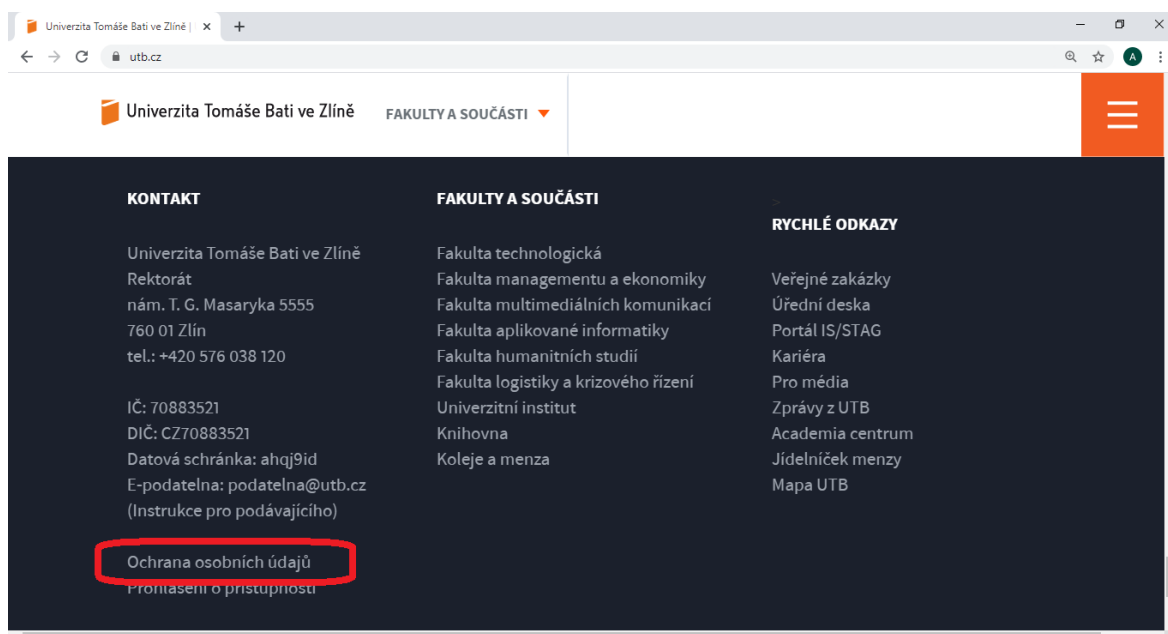 Univerzita Tomáše Bati ve Zlíně |
utb.cz
A
Univerzita Tomáše Bati ve Zlíně
FAKULTY A SOUČÁSTI
KONTAKT
Univerzita Tomáše Bati ve Zlíně
Rektorát
nám. T. G. Masaryka 5555
760 01 Zlín
tel.: +420 576 038 120
IČ: 70883521
DIČ: CZ70883521
Datová schránka: ahqj9id
E-podatelna: podatelna@utb.cz
(Instrukce pro podávajícího)
Ochrana osobních údajů
Prohlášení o přístupnosti
FAKULTY A SOUČÁSTI
Fakulta technologická
Fakulta managementu a ekonomiky
Fakulta multimediálních komunikací
Fakulta aplikované informatiky
Fakulta humanitních studií
Fakulta logistiky a krizového řízení
Univerzitní institut
Knihovna
Koleje a menza
>
RYCHLÉ ODKAZY
Veřejné zakázky
Úřední deska
Portál IS/STAG
Kariéra
Pro média
Zprávy z UTB
Academia centrum
Jídelníček menzy
Mapa UTB